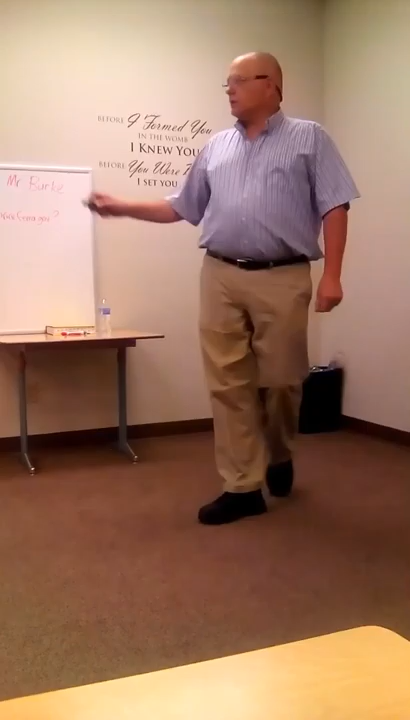 BEFORE I Formed You
IN THE WOMB
I KNEW YOU
BEFORE You Were
I SET YOU
Mr Burke